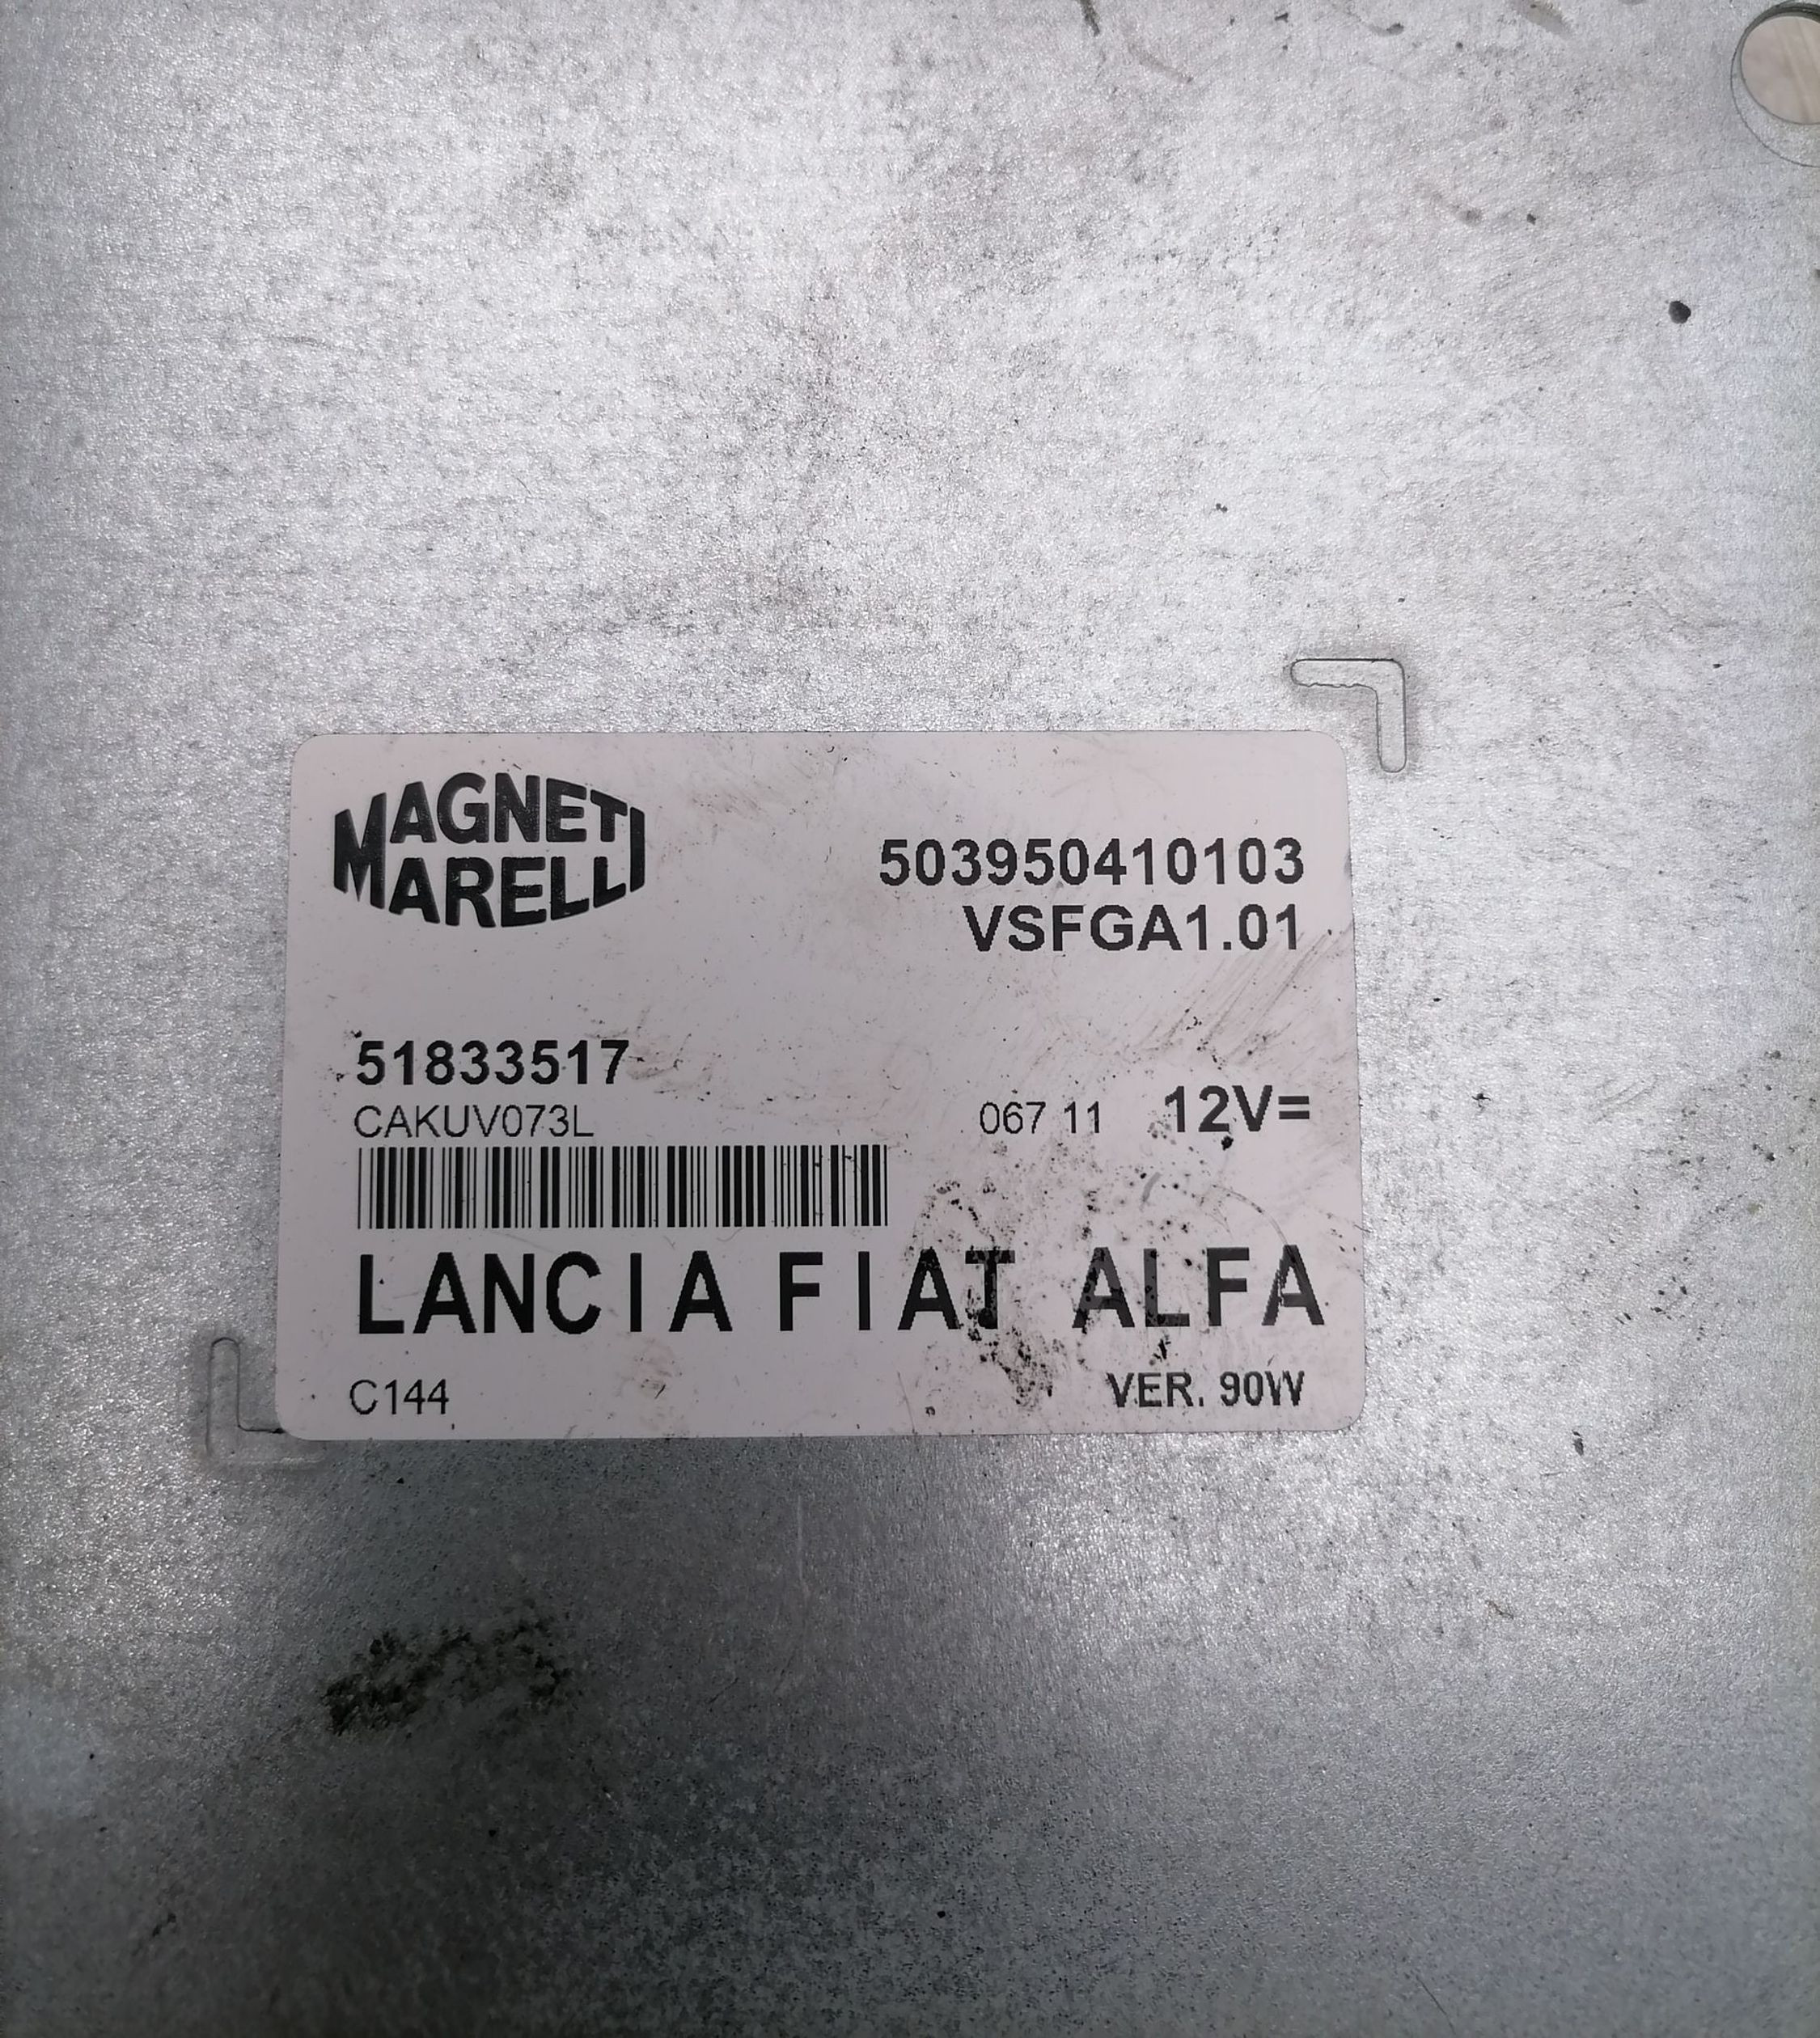 MAGNETI
MARELLI
503950410103
VSFGA1.01
51833517
CAKUV073L
067 11 12V=
LANCIA FIAT ALFA
C144 VER. 90W